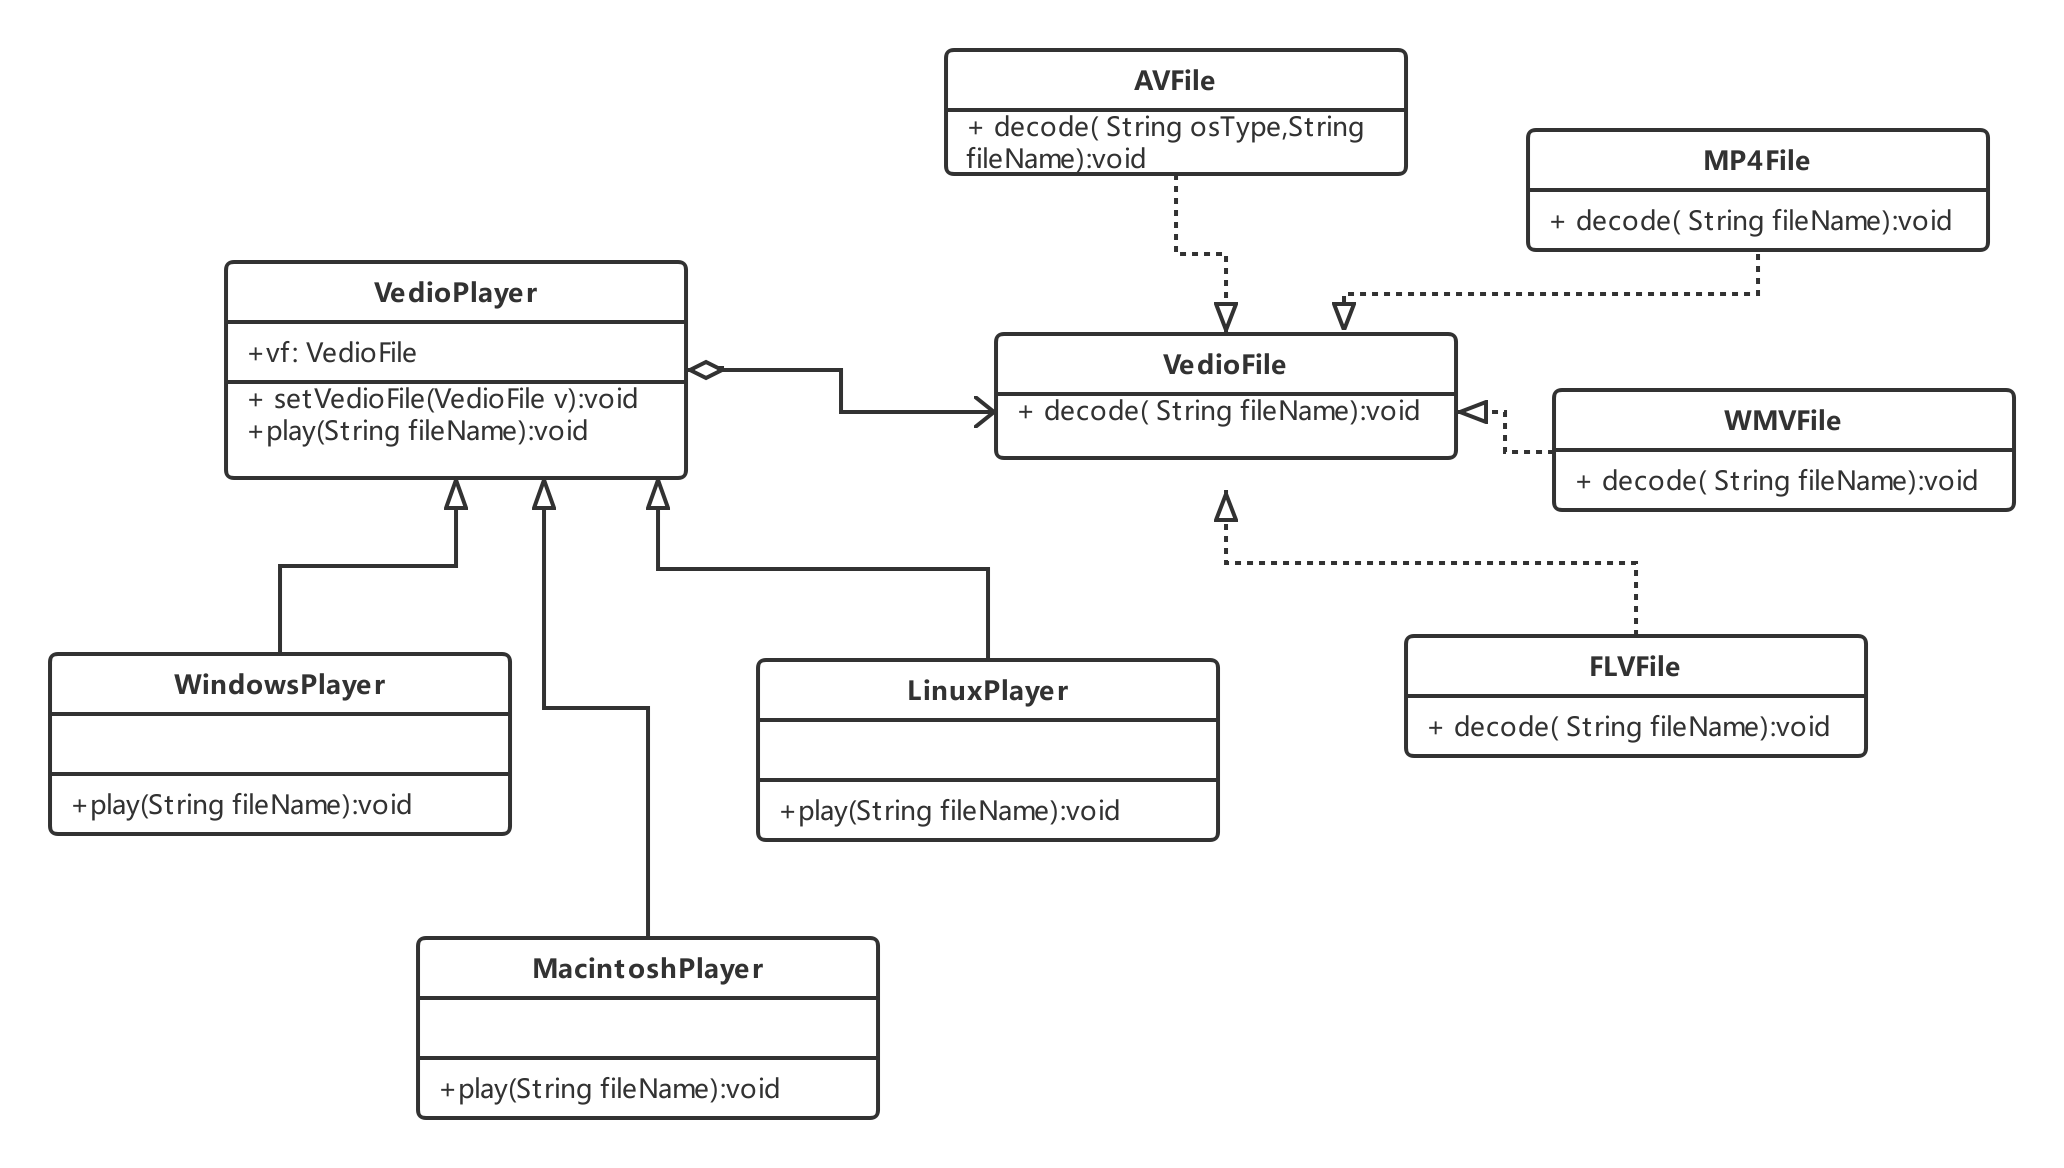 AVFile
+ decode( String osType,String
fileName):void
MP4File
+ decode( String fileName):void
VedioPlayer
+vf: VedioFile
+ setVedioFile(VedioFile v):void
+play(String fileName):void
VedioFile
+ decode( String fileName):void
WMVFile
+ decode( String fileName):void
WindowsPlayer
+play(String fileName):void
LinuxPlayer
+play(String fileName):void
FLVFile
+ decode( String fileName):void
MacintoshPlayer
+play(String fileName):void